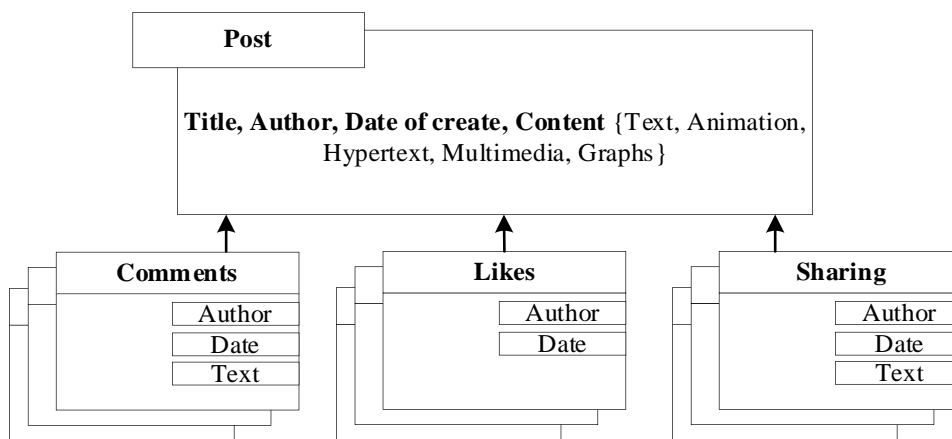 Post
Title, Author, Date of create, Content {Text, Animation,
Hypertext, Multimedia, Graphs}
Comments
Author
Date
Text
Likes
Author
Date
Sharing
Author
Date
Text